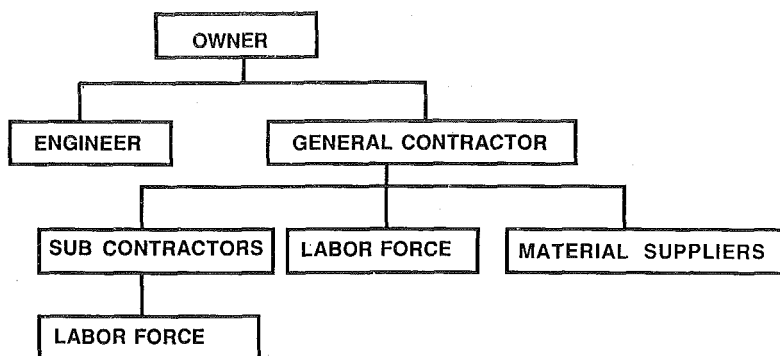 OWNER
ENGINEER
GENERAL CONTRACTOR
SUB CONTRACTORS
LABOR FORCE
MATERIAL SUPPLIERS
LABOR FORCE